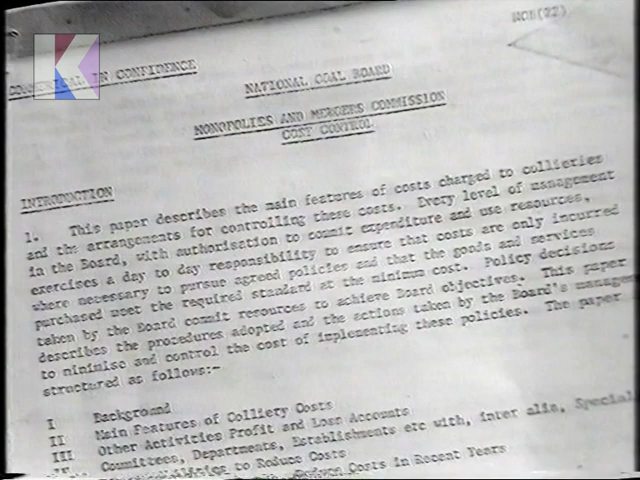 COMMERCIAL IN CONFIDENCE
NATIONAL COAL BOARD
MONOPOLIES AND MERGERS COMMISSION
COST CONTROL
INTRODUCTION
1. This paper describes the main features of costs charged to collieries
and the arrangements for controlling these costs. Every level of management
in the Board, with authorisation to commit expenditure and use resources,
exercises a day to day responsibility to ensure that costs are only incurred
where necessary to pursue agreed policies and that the goods and services
purchased meet the required standard at the minimum cost. Policy decisions
taken by the Board commit resources to achieve Board objectives. This paper
describes the procedures adopted and the actions taken by the Board's manage
to minimise and control the cost of implementing these policies. The paper
structured as follows:-
I Background
II Main Features of Colliery Costs
III Other Activities Profit and Loss Accounts
IV Committees, Departments, Establishments etc with, inter alia, Special
to Reduce Costs
Costs in Recent Years